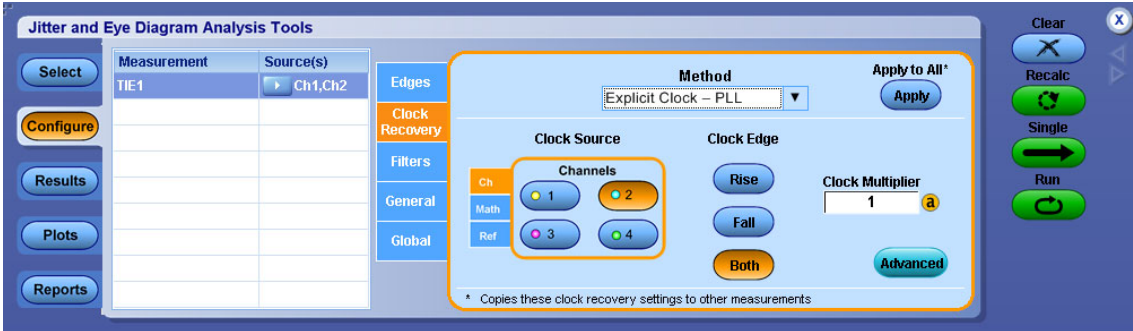 Jitter and Eye Diagram Analysis Tools
Clear
X
Select
Configure
Results
Plots
Reports
Measurement Source(s)
TIE1 Ch1,Ch2
Edges
Clock
Recovery
Filters
General
Global
Method
Explicit Clock – PLL
Apply to All*
Apply
Clock Source
Channels
Ch
Math
Ref
1 2
3 4
Clock Edge
Rise
Fall
Both
Clock Multiplier
1 a
Advanced
* Copies these clock recovery settings to other measurements
Recalc
Single
Run